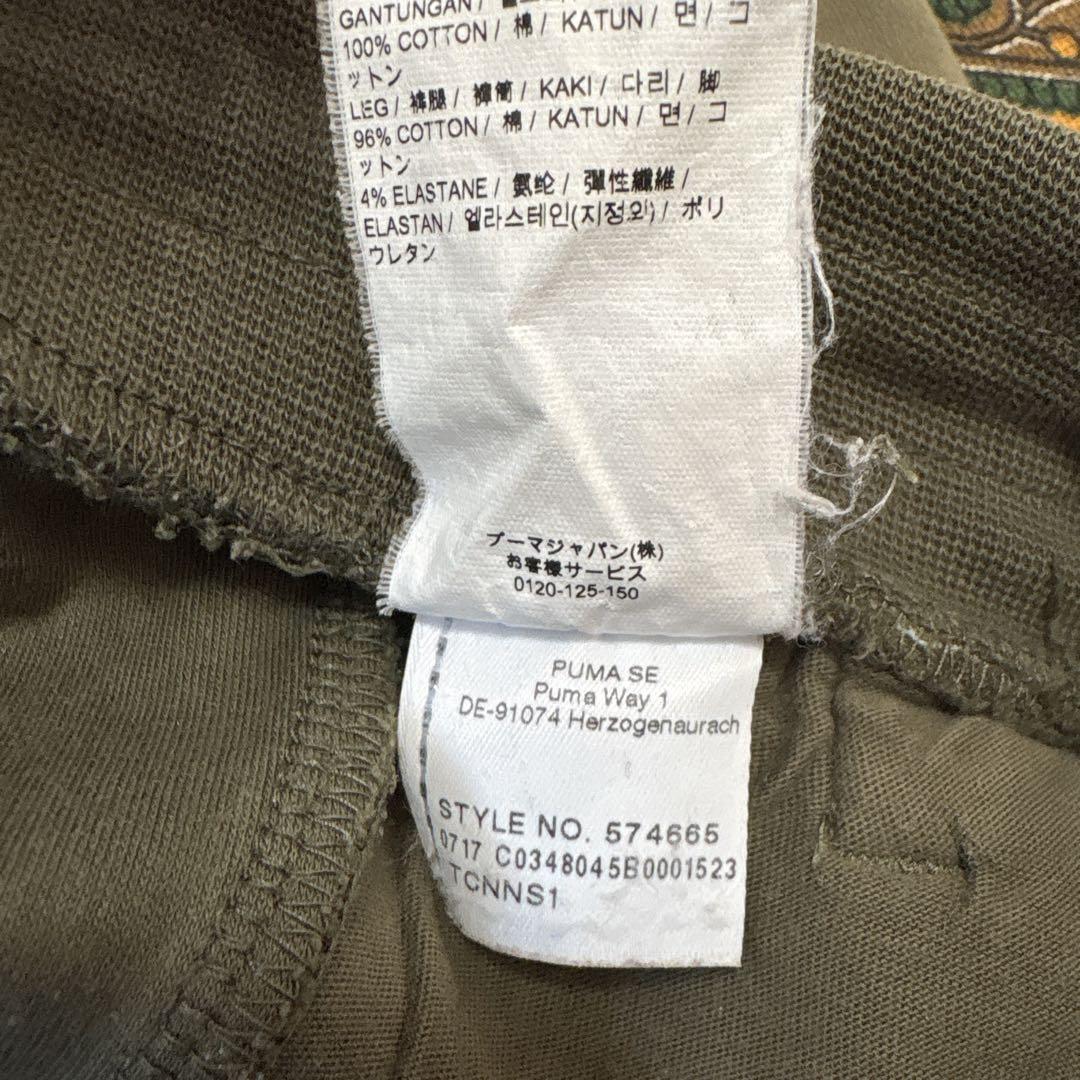 GANTUNGAN /
100% COTTON / 棉 / KATUN / 면 / コ
ットン
LEG / 裤腿 / 褲筒 / KAKI / 다리 / 脚
96% COTTON / 棉 / KATUN / 면 / コ
ットン
4% ELASTANE / 氨纶 / 彈性纖維 /
ELASTAN / 엘라스테인(지정외) / ポリ
ウレタン
プーマジャパン(株)
お客様サービス
0120-125-150
PUMA SE
Puma Way 1
DE-91074 Herzogenaurach
STYLE NO. 574665
0717 C0348045B0001523
TCNNS1